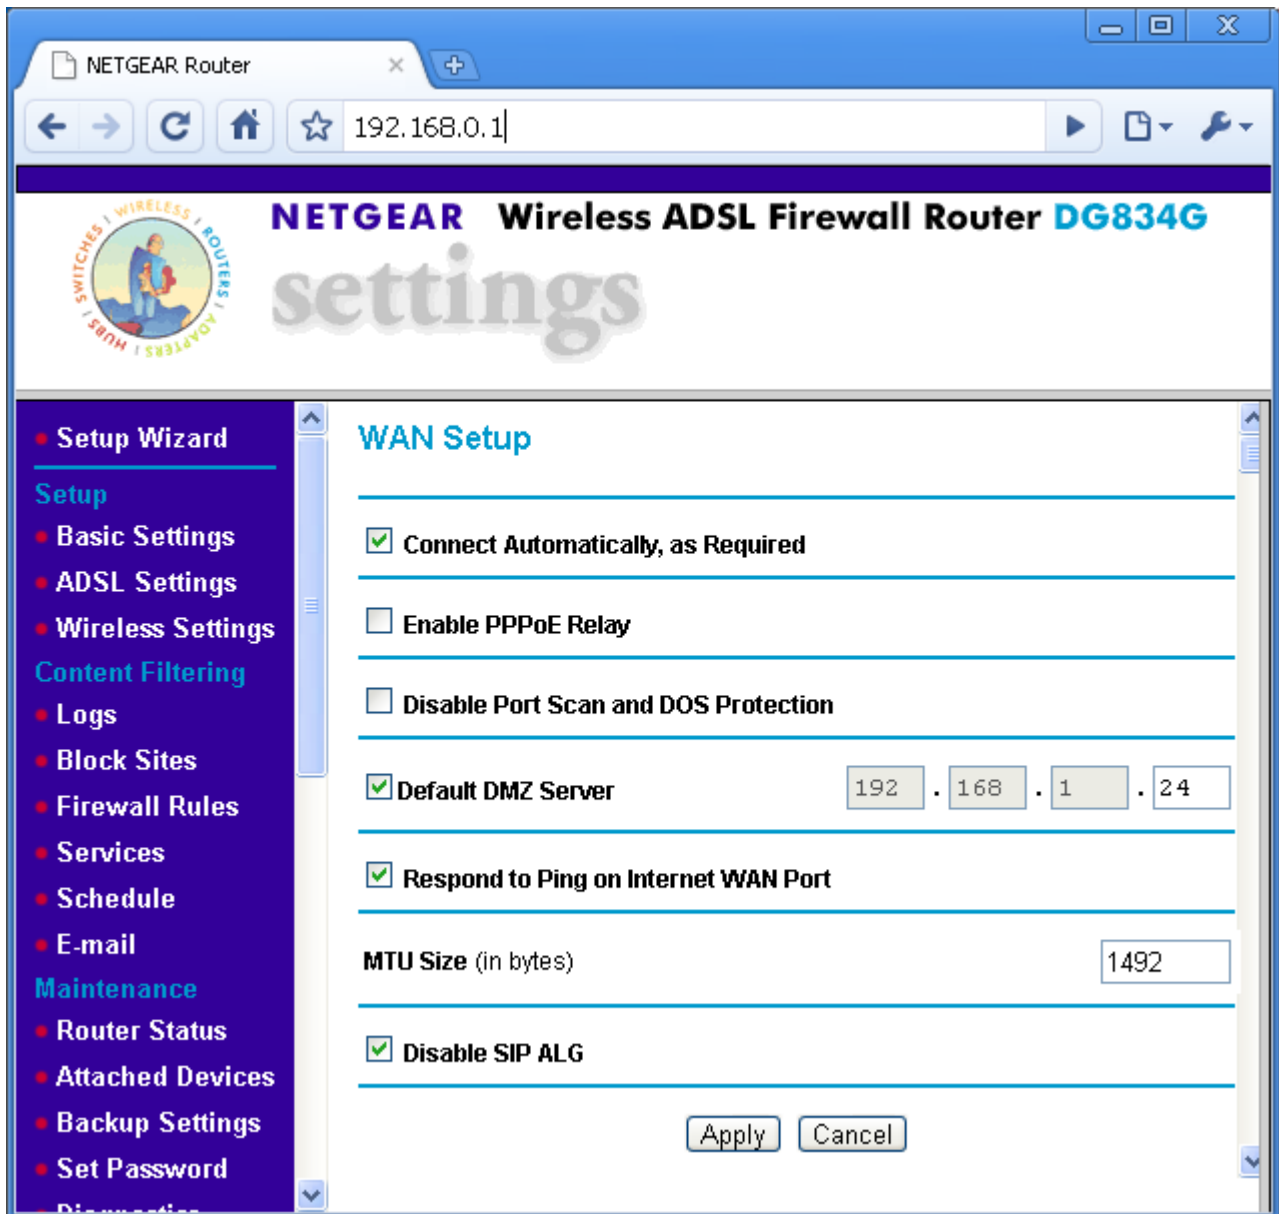 NETGEAR Router
192.168.0.1
SWITCHES | WIRELESS | ROUTERS | ADAPTERS | HUBS |
NETGEAR Wireless ADSL Firewall Router DG834G
settings
Setup Wizard
Setup
Basic Settings
ADSL Settings
Wireless Settings
Content Filtering
Logs
Block Sites
Firewall Rules
Services
Schedule
E-mail
Maintenance
Router Status
Attached Devices
Backup Settings
Set Password
Diagnostics
WAN Setup
Connect Automatically, as Required
Enable PPPoE Relay
Disable Port Scan and DOS Protection
Default DMZ Server 192 . 168 . 1 . 24
Respond to Ping on Internet WAN Port
MTU Size (in bytes) 1492
Disable SIP ALG
Apply Cancel